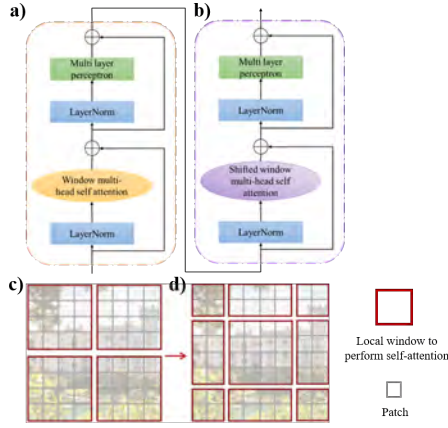 a)
Multi layer
perceptron
LayerNorm
Window multi-
head self attention
LayerNorm
b)
Multi layer
perceptron
LayerNorm
Shifted window
multi-head self
attention
LayerNorm
c)
d)
Local window to
perform self-attention
Patch